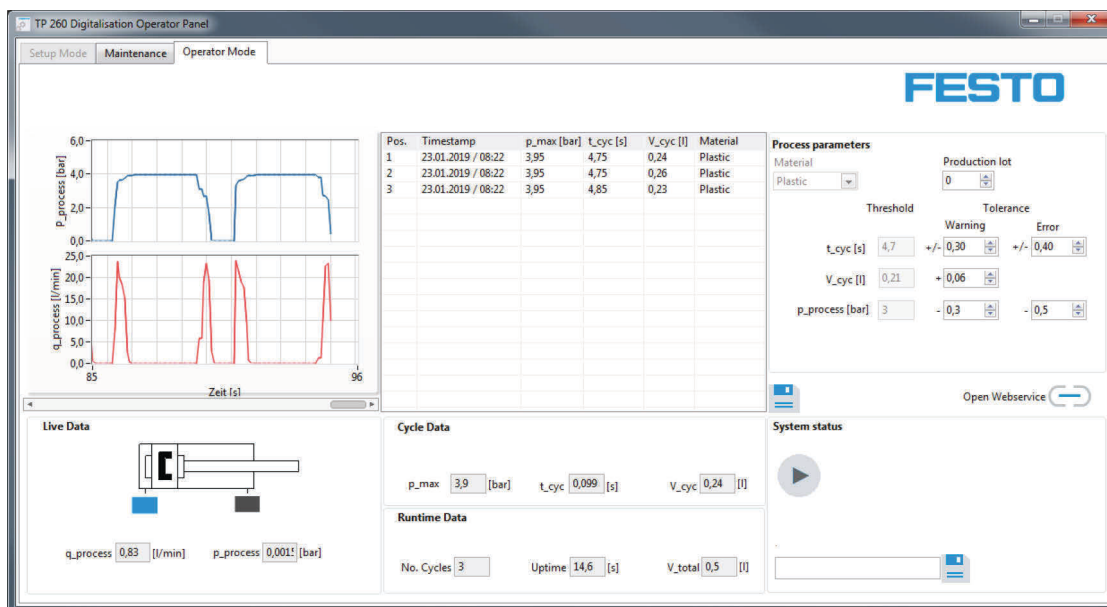 TP 260 Digitalisation Operator Panel
Setup Mode Maintenance Operator Mode
FESTO
P_process [bar]
6,0
4,0
2,0
0,0
q_process [l/min]
25,0
20,0
15,0
10,0
5,0
0,0
85 96
Zeit [s]
Pos. Timestamp p_max [bar] t_cyc [s] V_cyc [l] Material
1 23.01.2019 / 08:22 3,95 4,75 0,24 Plastic
2 23.01.2019 / 08:22 3,95 4,75 0,26 Plastic
3 23.01.2019 / 08:22 3,95 4,85 0,23 Plastic
Process parameters
Material Production lot
Plastic 0
Threshold Tolerance
Warning Error
t_cyc [s] 4,7 +/- 0,30 +/- 0,40
V_cyc [l] 0,21 + 0,06
p_process [bar] 3 - 0,3 - 0,5
Open Webservice
Live Data
q_process 0,83 [l/min] p_process 0,001 [bar]
Cycle Data
p_max 3,9 [bar] t_cyc 0,099 [s] V_cyc 0,24 [l]
Runtime Data
No. Cycles 3 Uptime 14,6 [s] V_total 0,5 [l]
System status